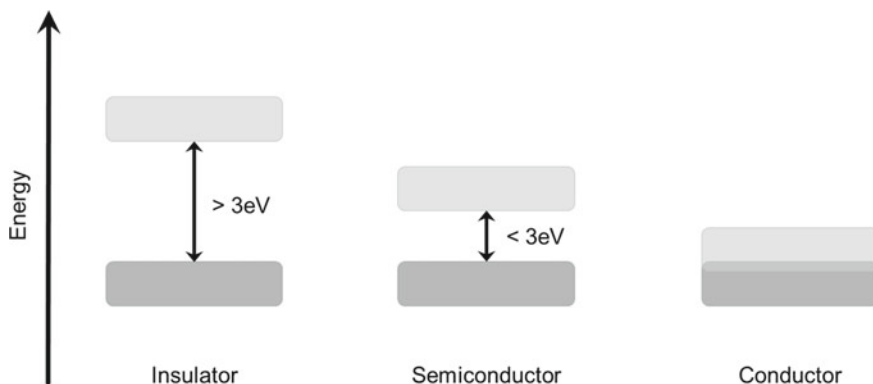 Energy
> 3eV
< 3eV
Insulator
Semiconductor
Conductor